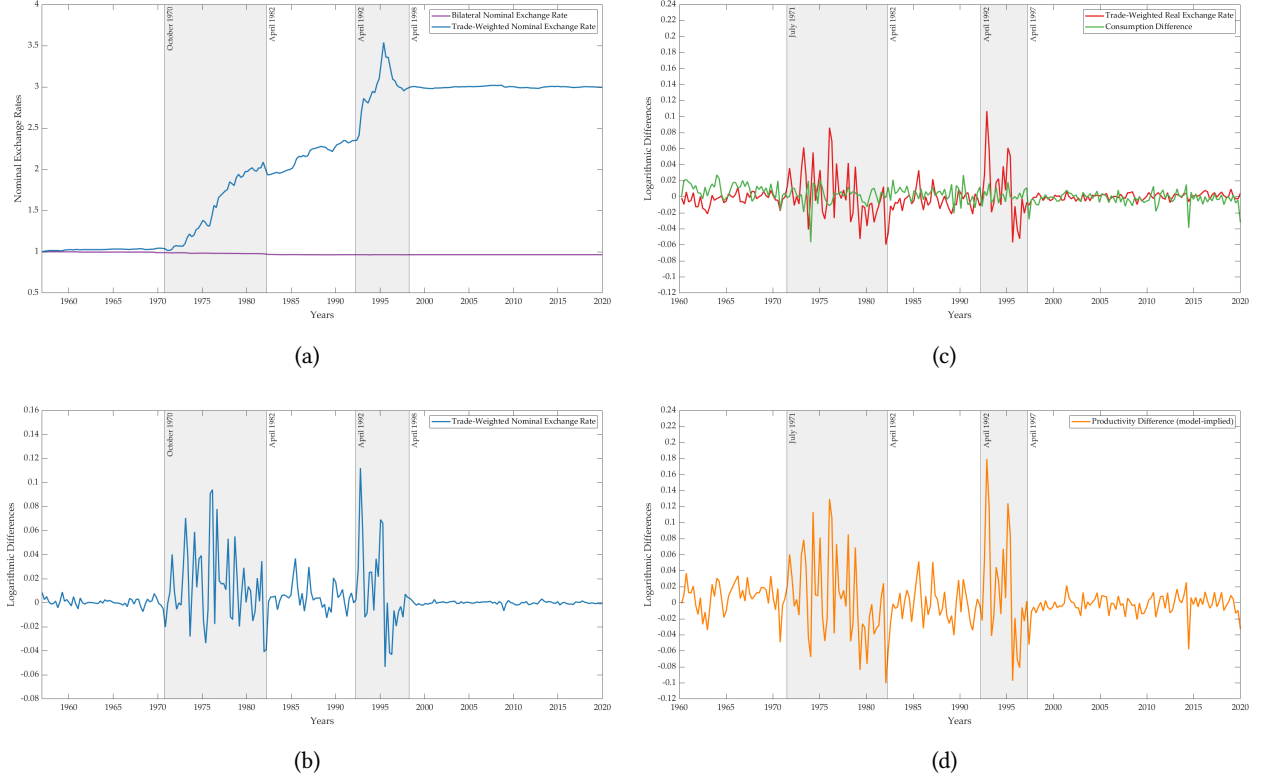 Bilateral Nominal Exchange Rate
Trade-Weighted Nominal Exchange Rate
October 1970
April 1982
April 1992
April 1998
4
3.5
3
2.5
2
1.5
1
0.5
Nominal Exchange Rates
1960 1965 1970 1975 1980 1985 1990 1995 2000 2005 2010 2015 2020
Years
(a)
Trade-Weighted Real Exchange Rate
Consumption Difference
July 1971
April 1982
April 1992
April 1997
0.24
0.22
0.2
0.18
0.16
0.14
0.12
0.1
0.08
0.06
0.04
0.02
0.00
-0.02
-0.04
-0.06
-0.08
-0.1
-0.12
Logarithmic Differences
1960 1965 1970 1975 1980 1985 1990 1995 2000 2005 2010 2015 2020
Years
(c)
Trade-Weighted Nominal Exchange Rate
October 1970
April 1982
April 1992
April 1998
0.16
0.14
0.12
0.1
0.08
0.06
0.04
0.02
0
-0.02
-0.04
-0.06
-0.08
Logarithmic Differences
1960 1965 1970 1975 1980 1985 1990 1995 2000 2005 2010 2015 2020
Years
(b)
Productivity Difference (model-implied)
July 1971
April 1982
April 1992
April 1997
0.24
0.22
0.2
0.18
0.16
0.14
0.12
0.1
0.08
0.06
0.04
0.02
0.00
-0.02
-0.04
-0.06
-0.08
-0.1
-0.12
Logarithmic Differences
1960 1965 1970 1975 1980 1985 1990 1995 2000 2005 2010 2015 2020
Years
(d)